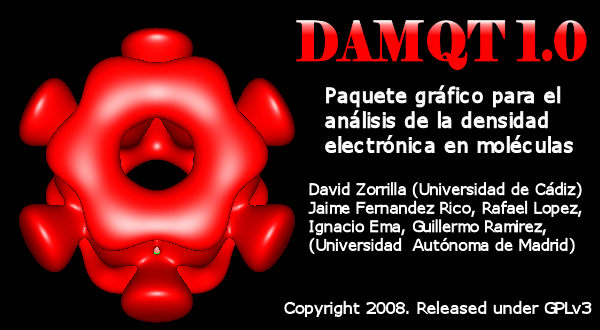 DAMQT 1.0
Paquete gráfico para el
análisis de la densidad
electrónica en moléculas
David Zorrilla (Universidad de Cádiz)
Jaime Fernandez Rico, Rafael Lopez,
Ignacio Ema, Guillermo Ramirez,
(Universidad Autónoma de Madrid)
Copyright 2008. Released under GPLv3